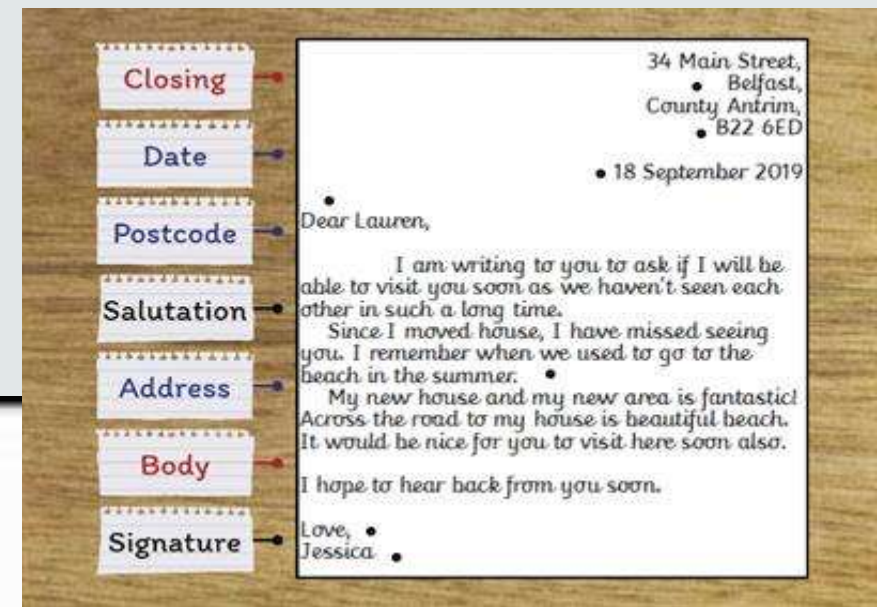 Closing
Date
Postcode
Salutation
Address
Body
Signature
34 Main Street,
Belfast,
County Antrim,
B22 6ED
18 September 2019
Dear Lauren,
I am writing to you to ask if I will be
able to visit you soon as we haven't seen each
other in such a long time.
Since I moved house, I have missed seeing
you. I remember when we used to go to the
beach in the summer.
My new house and my new area is fantastic!
Across the road to my house is beautiful beach.
It would be nice for you to visit here soon also.
I hope to hear back from you soon.
Love,
Jessica